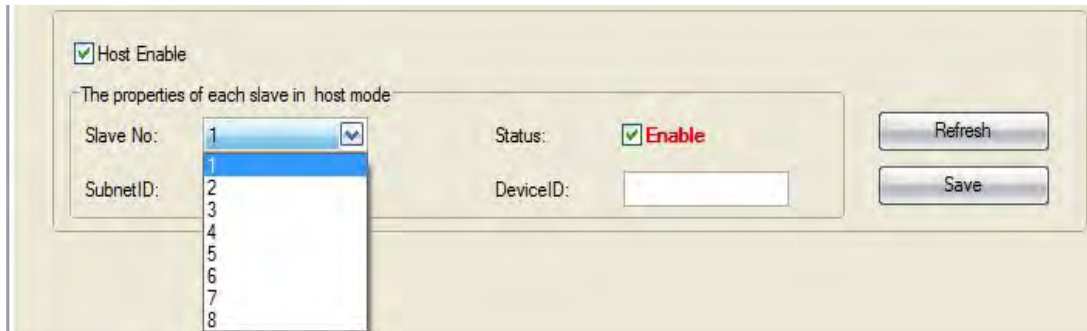 Host Enable
The properties of each slave in host mode
Slave No: 1 Status: Enable Refresh
1
SubnetID: 2 DeviceID: Save
3
4
5
6
7
8